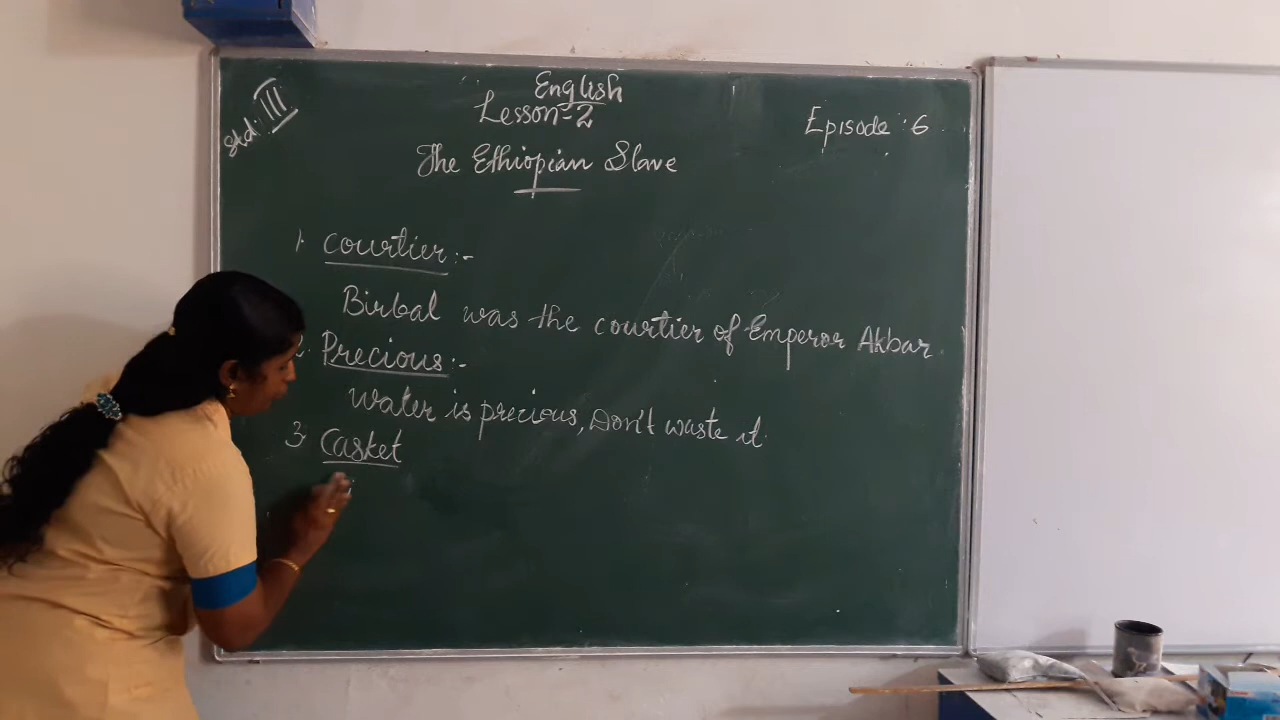 Std: III
English
Lesson-2
Episode : 6
The Ethiopian Slave
1. Courtier :-
Birbal was the courtier of Emperor Akbar.
Precious :-
Water is precious, Don't waste it.
3. Casket